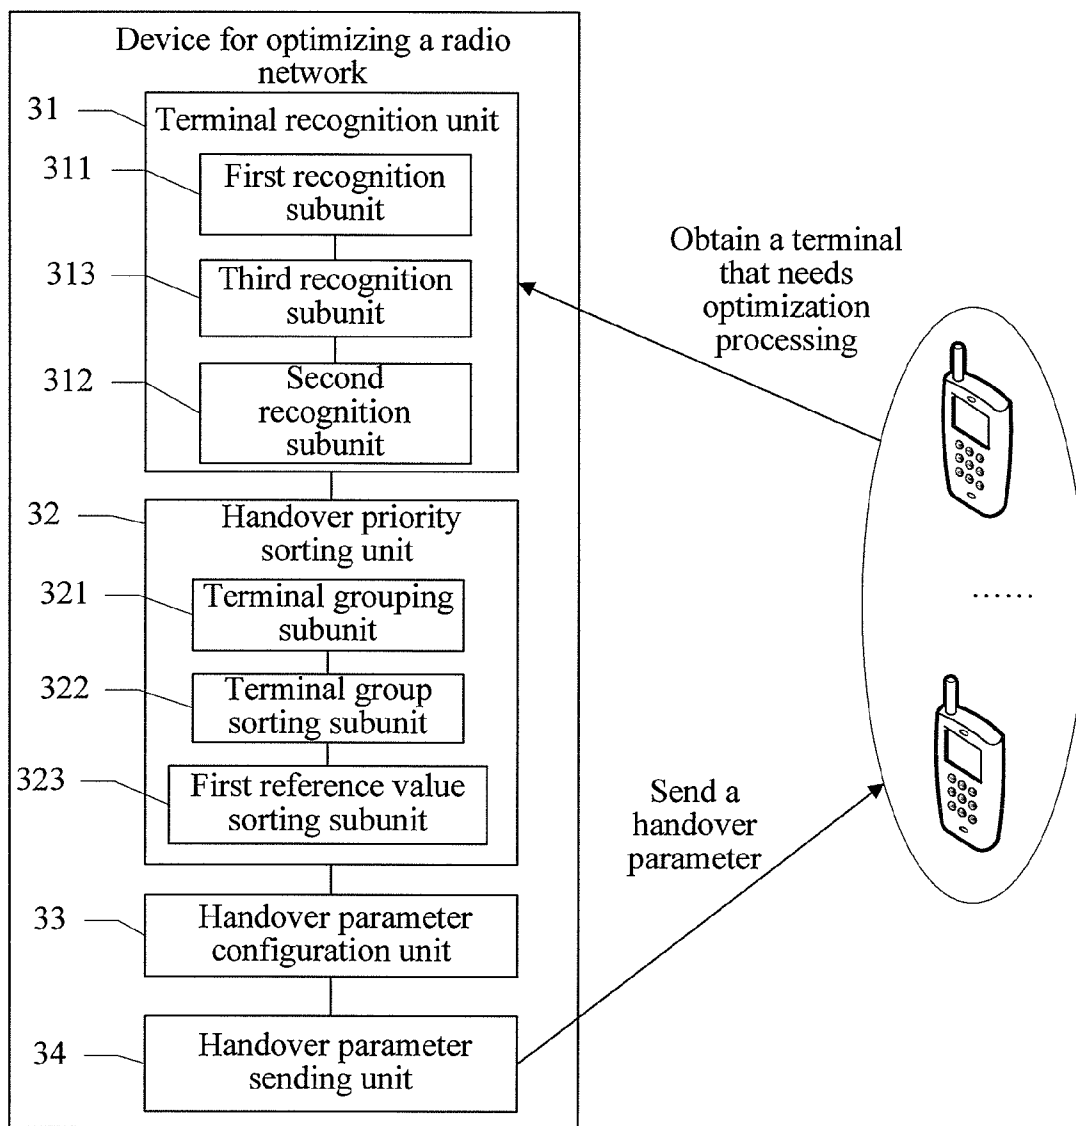 Device for optimizing a radio
network
31
Terminal recognition unit
311
First recognition
subunit
313
Third recognition
subunit
312
Second
recognition
subunit
32
Handover priority
sorting unit
321
Terminal grouping
subunit
322
Terminal group
sorting subunit
323
First reference value
sorting subunit
33
Handover parameter
configuration unit
34
Handover parameter
sending unit
Obtain a terminal
that needs
optimization
processing
......
Send a
handover
parameter